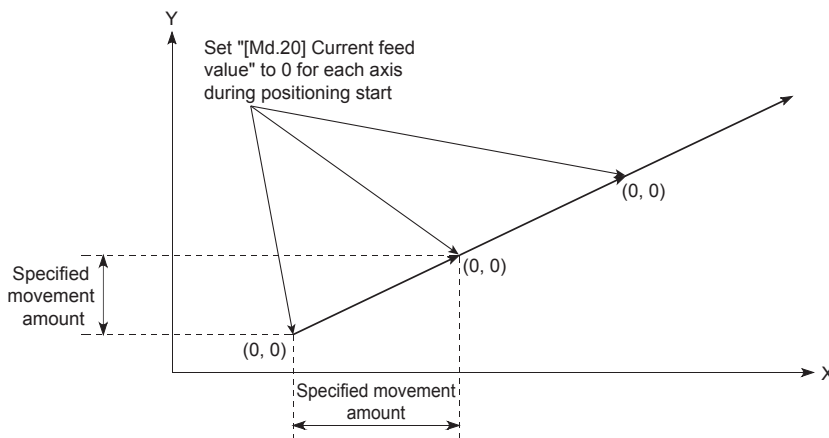 Y
Set "[Md.20] Current feed
value" to 0 for each axis
during positioning start
(0, 0)
(0, 0)
Specified
movement
amount
(0, 0)
X
Specified movement
amount